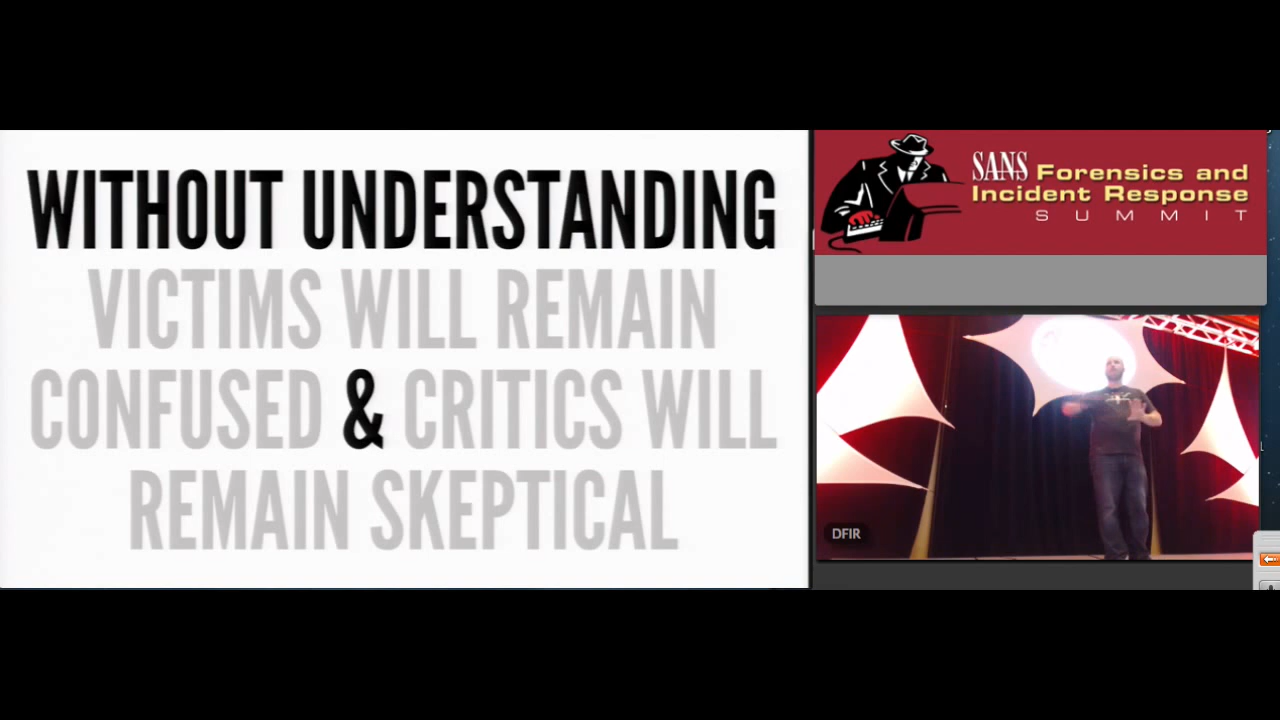 WITHOUT UNDERSTANDING
VICTIMS WILL REMAIN
CONFUSED & CRITICS WILL
REMAIN SKEPTICAL
SANS Forensics and
Incident Response
SUMMIT
DFIR